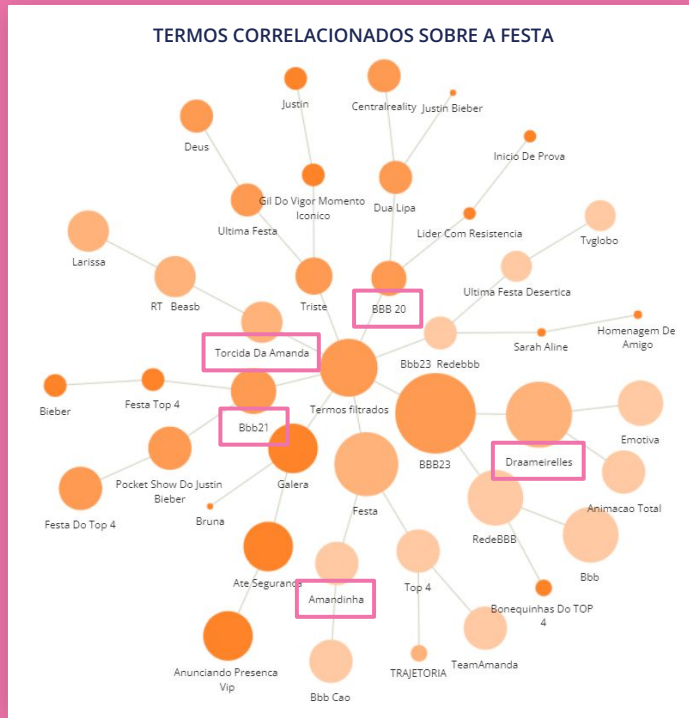 TERMOS CORRELACIONADOS SOBRE A FESTA
Justin
Centralreality
Justin Bieber
Deus
Inicio De Prova
Gil Do Vigor Momento
Iconico
Dua Lipa
Ultima Festa
Lider Com Resistencia
Tvglobo
Larissa
RT Beasb
Triste
BBB 20
Ultima Festa Desertica
Homenagem De
Amigo
Torcida Da Amanda
Bbb23 Redebbb
Sarah Aline
Bieber
Festa Top 4
Termos filtrados
Bbb21
Emotiva
BBB23
Draameirelles
Pocket Show Do Justin
Bieber
Galera
Festa
Animacao Total
Festa Do Top 4
Bruna
RedeBBB
Bbb
Ate Seguranca
Amandinha
Top 4
Bonequinhas Do TOP
4
Anunciando Presenca
Vip
TRAJETORIA
TeamAmanda
Bbb Cao